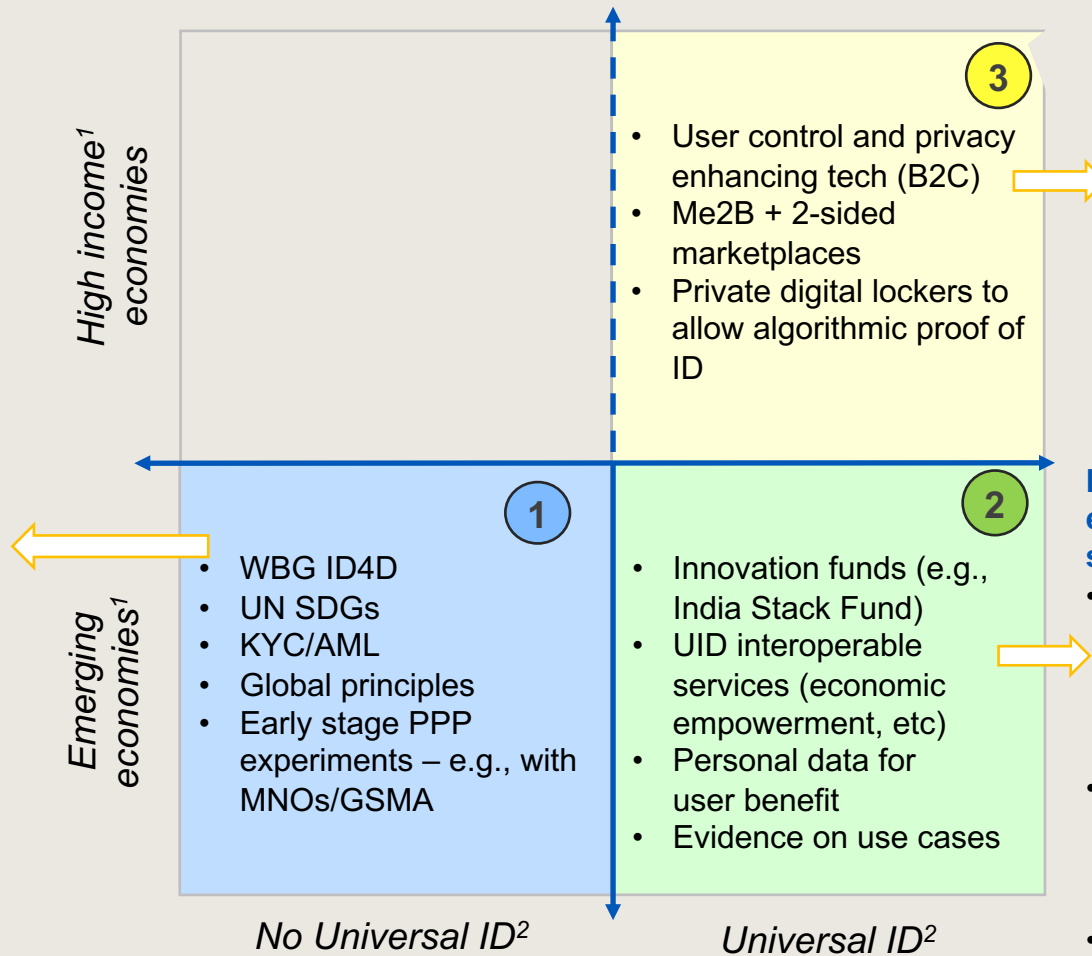 3
• User control and privacy
enhancing tech (B2C)
• Me2B + 2-sided
marketplaces
• Private digital lockers to
allow algorithmic proof of
ID
High income1
economies
1
• WBG ID4D
• UN SDGs
• KYC/AML
• Global principles
• Early stage PPP
experiments – e.g., with
MNOs/GSMA
2
• Innovation funds (e.g.,
India Stack Fund)
• UID interoperable
services (economic
empowerment, etc)
• Personal data for
user benefit
• Evidence on use cases
Emerging
economies1
No Universal ID2
Universal ID2